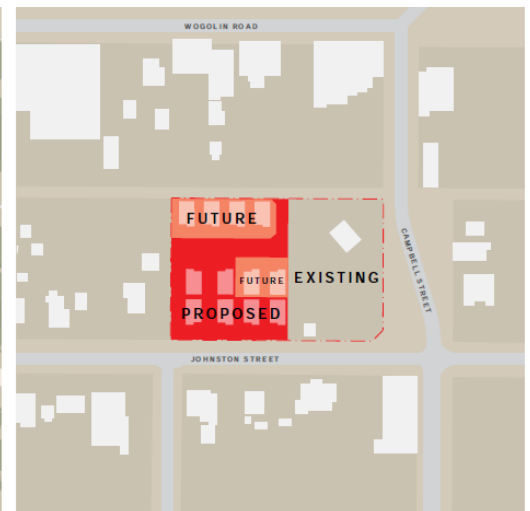 WOGOLIN ROAD
FUTURE
CAMPBELL STREET
EXISTING
FUTURE
PROPOSED
JOHNSTON STREET